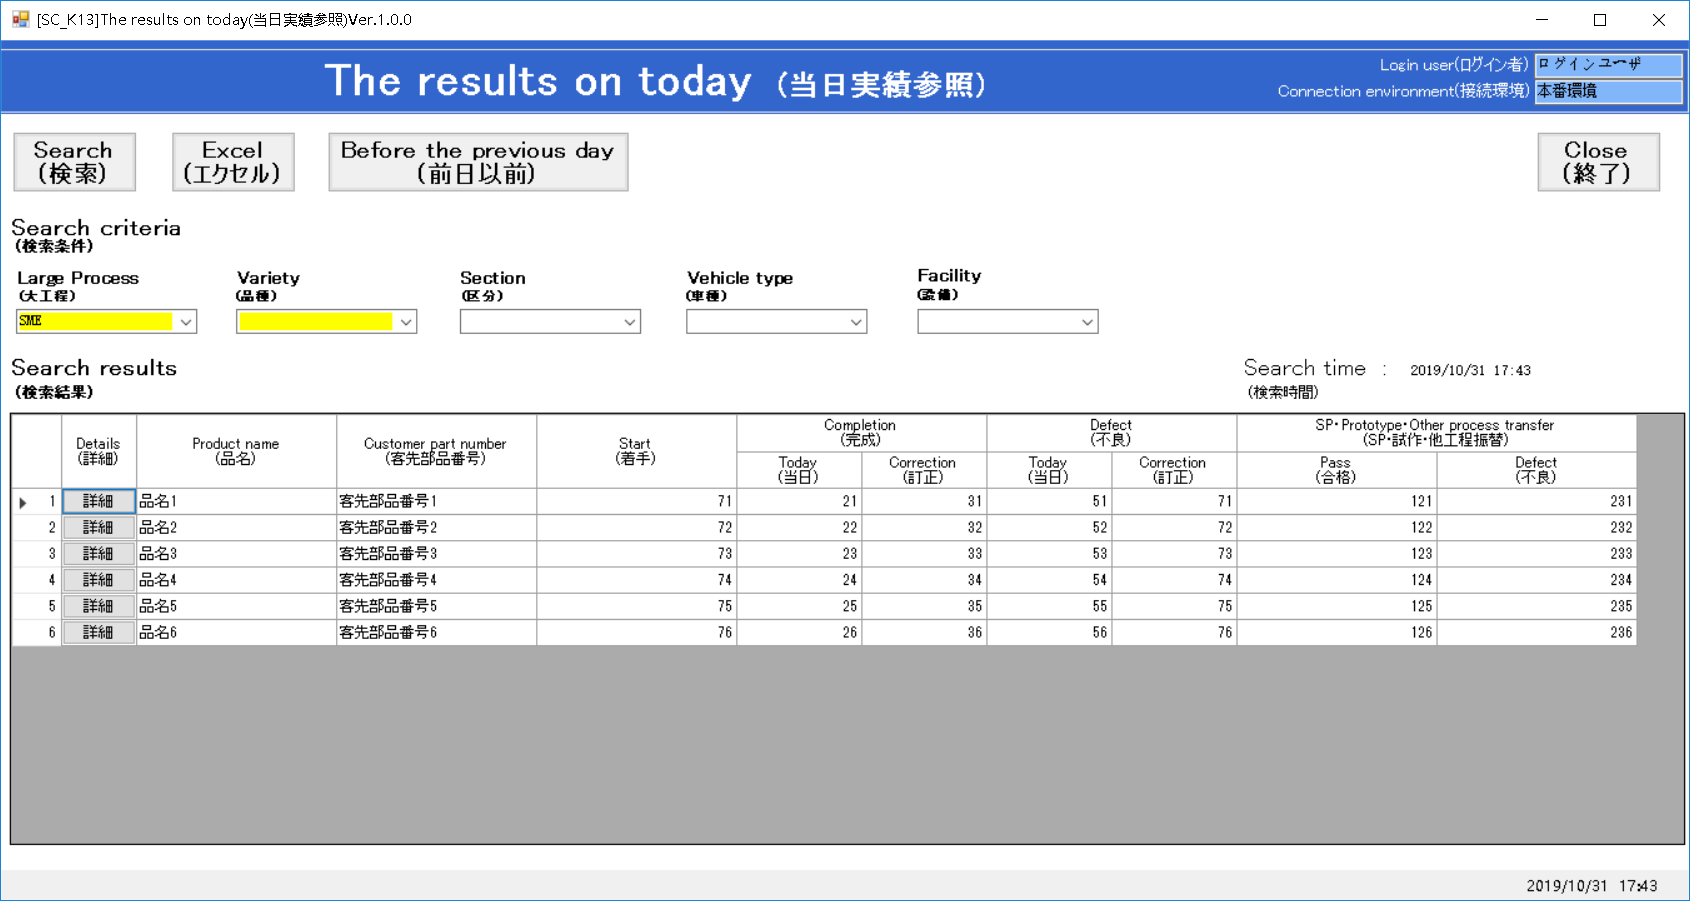 [SC_K13]The results on today(当日実績参照)Ver.1.0.0
The results on today (当日実績参照)
Login user(ログイン者) ログインユーザ
Connection environment(接続環境) 本番環境
Search
(検索)
Excel
(エクセル)
Before the previous day
(前日以前)
Close
(終了)
Search criteria
(検索条件)
Large Process
(大工程)
SME
Variety
(品種)
Section
(区分)
Vehicle type
(車種)
Facility
(設備)
Search results
(検索結果)
Search time : 2019/10/31 17:43
(検索時間)
Details
(詳細)
Product name
(品名)
Customer part number
(客先部品番号)
Start
(着手)
Completion
(完成)
Today
(当日)
Correction
(訂正)
Defect
(不良)
Today
(当日)
Correction
(訂正)
SP・Prototype・Other process transfer
(SP・試作・他工程振替)
Pass
(合格)
Defect
(不良)
1 詳細 品名1 客先部品番号1 71 21 31 51 71 121 231
2 詳細 品名2 客先部品番号2 72 22 32 52 72 122 232
3 詳細 品名3 客先部品番号3 73 23 33 53 73 123 233
4 詳細 品名4 客先部品番号4 74 24 34 54 74 124 234
5 詳細 品名5 客先部品番号5 75 25 35 55 75 125 235
6 詳細 品名6 客先部品番号6 76 26 36 56 76 126 236
2019/10/31 17:43